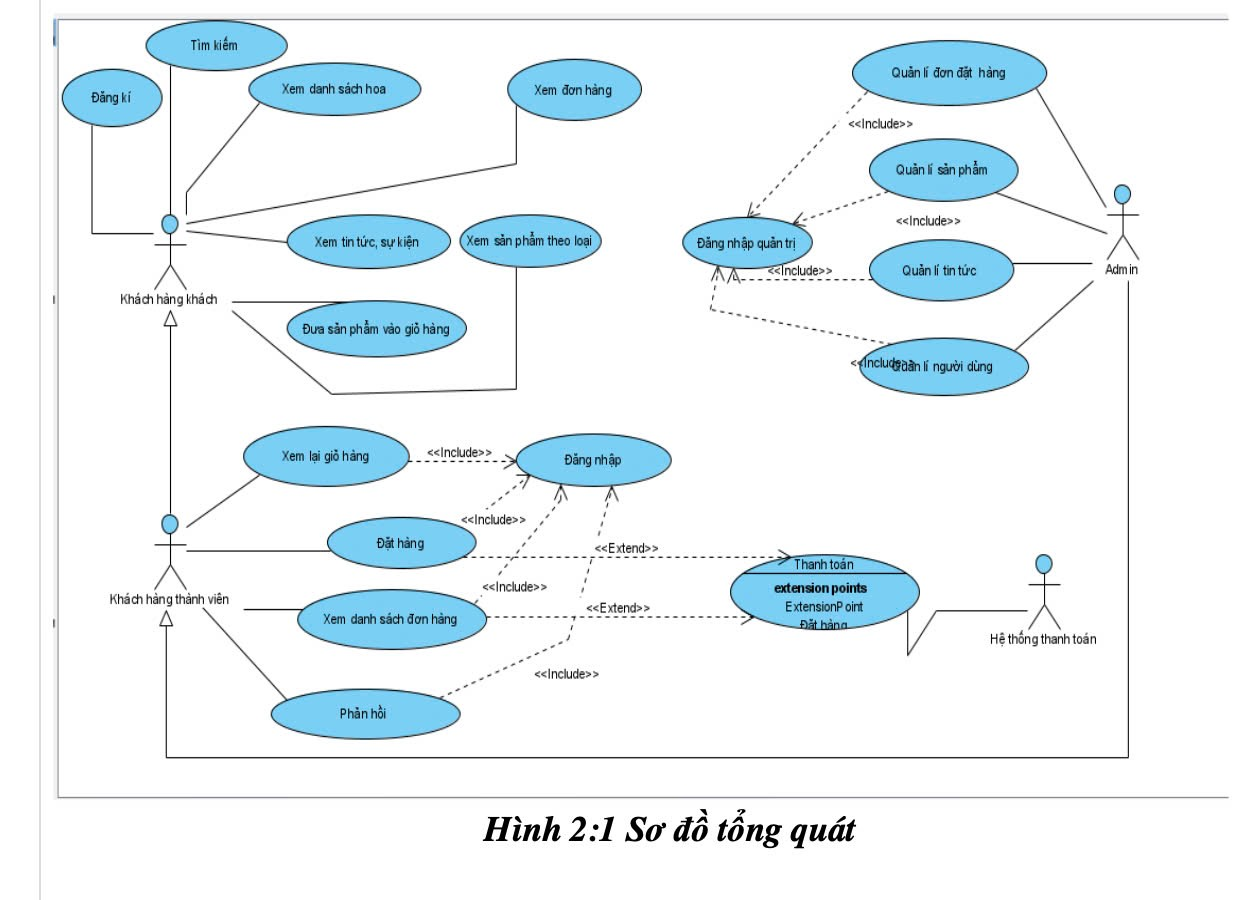 Tìm kiếm
Đăng kí
Xem danh sách hoa
Xem đơn hàng
Quản lí đơn đặt hàng
<<Include>>
Quản lí sản phẩm
<<Include>>
Xem tin tức, sự kiện
Xem sản phẩm theo loại
Đăng nhập quản trị
<<Include>>
Quản lí tin tức
Admin
Khách hàng khách
Đưa sản phẩm vào giỏ hàng
<<Include>>
Quản lí người dùng
Xem lại giỏ hàng
<<Include>>
Đăng nhập
<<Include>>
Đặt hàng
<<Extend>>
Thanh toán
extension points
ExtensionPoint
Đặt hàng
<<Include>>
Khách hàng thành viên
<<Extend>>
Xem danh sách đơn hàng
Hệ thống thanh toán
<<Include>>
Phản hồi
Hình 2:1 Sơ đồ tổng quát